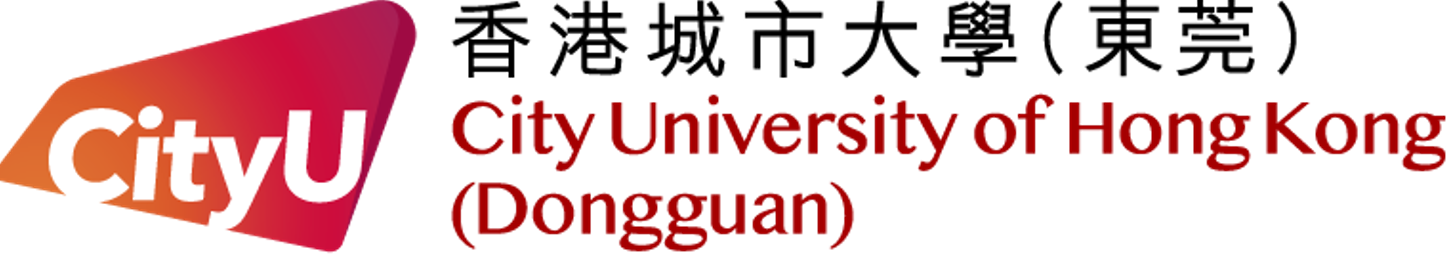 CityU
香港城市大學（東莞）
City University of Hong Kong
(Dongguan)